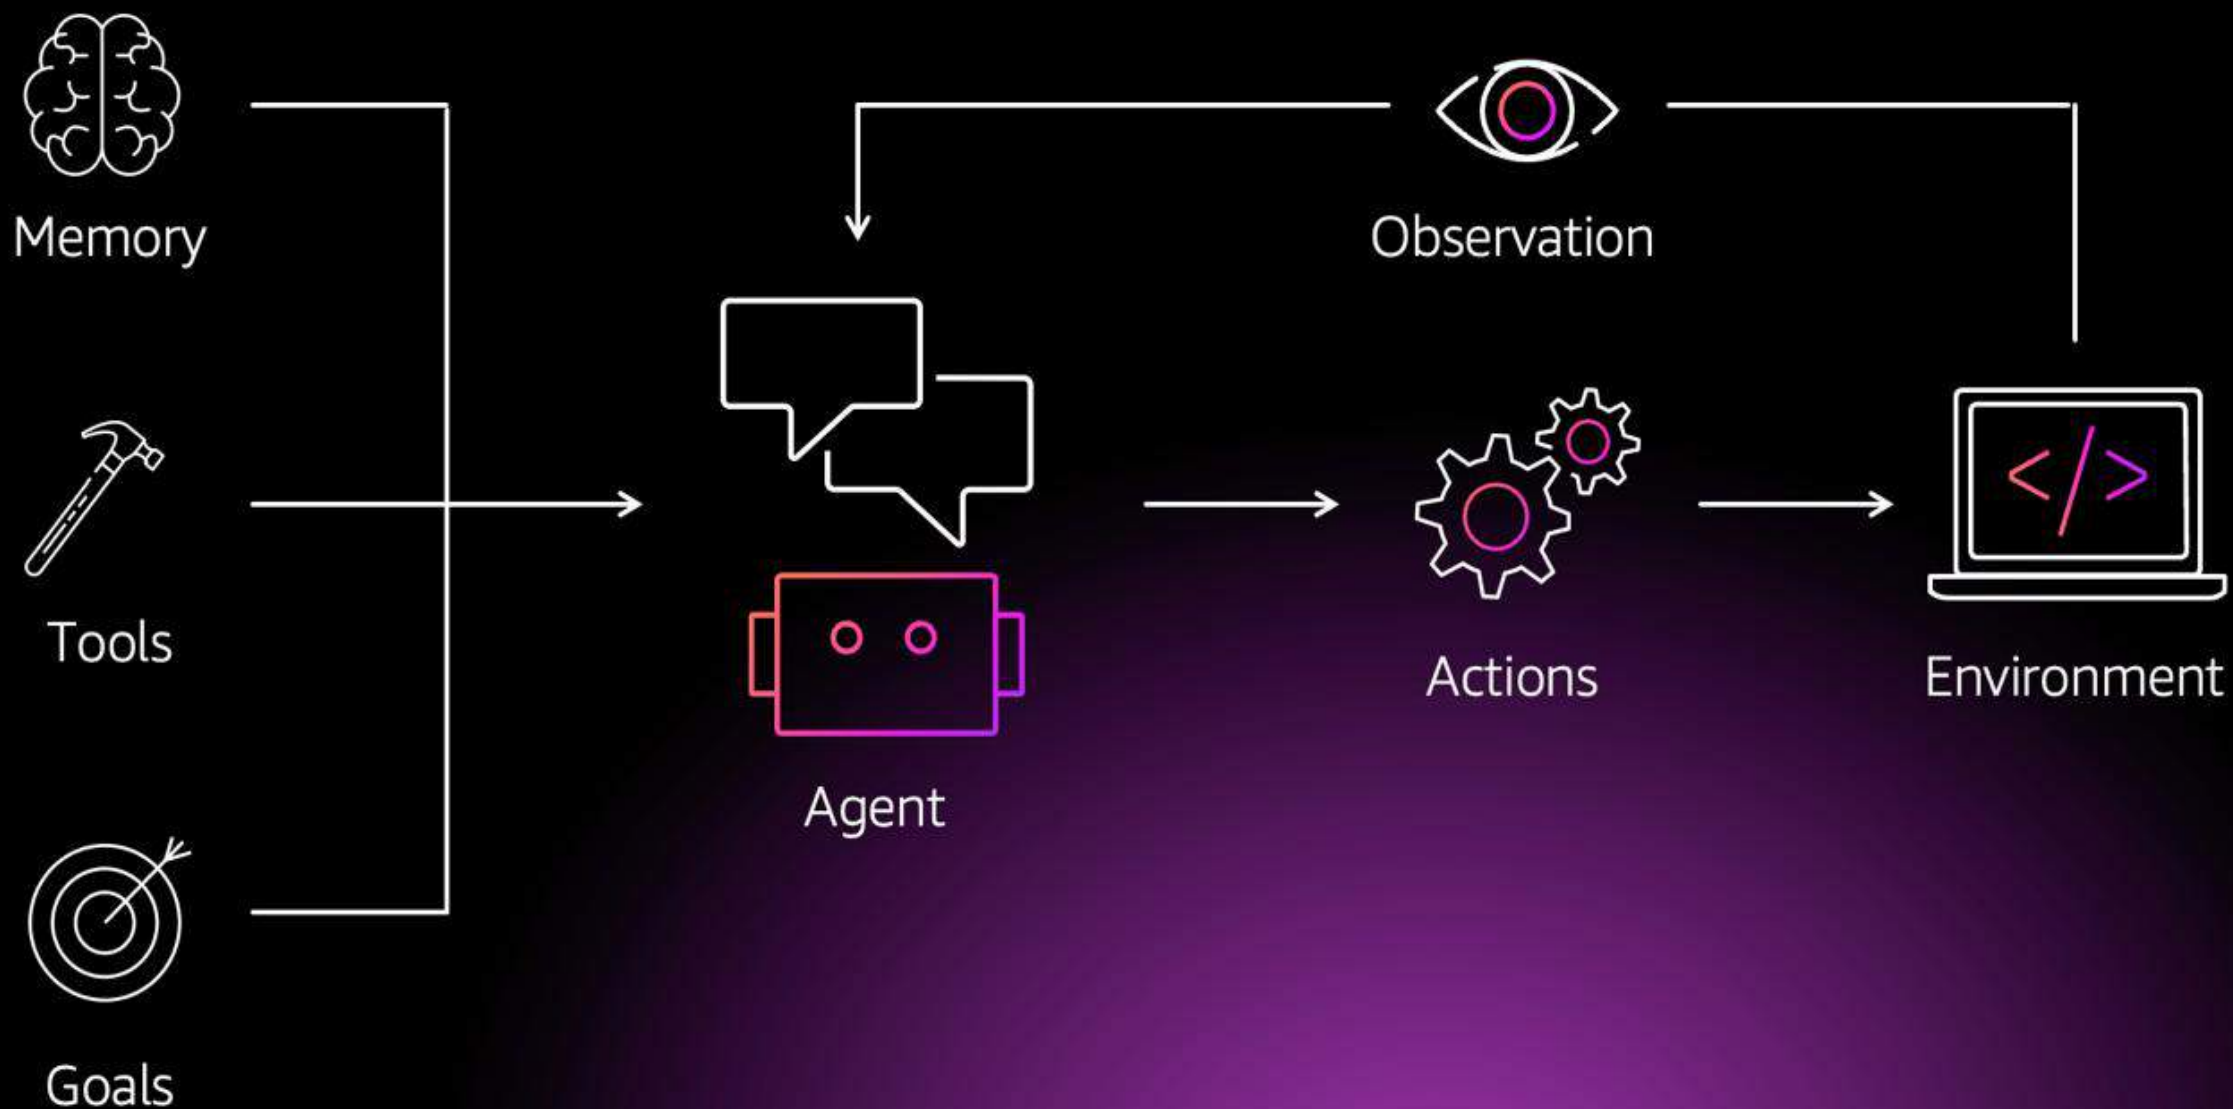 Memory
Observation
Tools
Actions
Environment
Agent
Goals